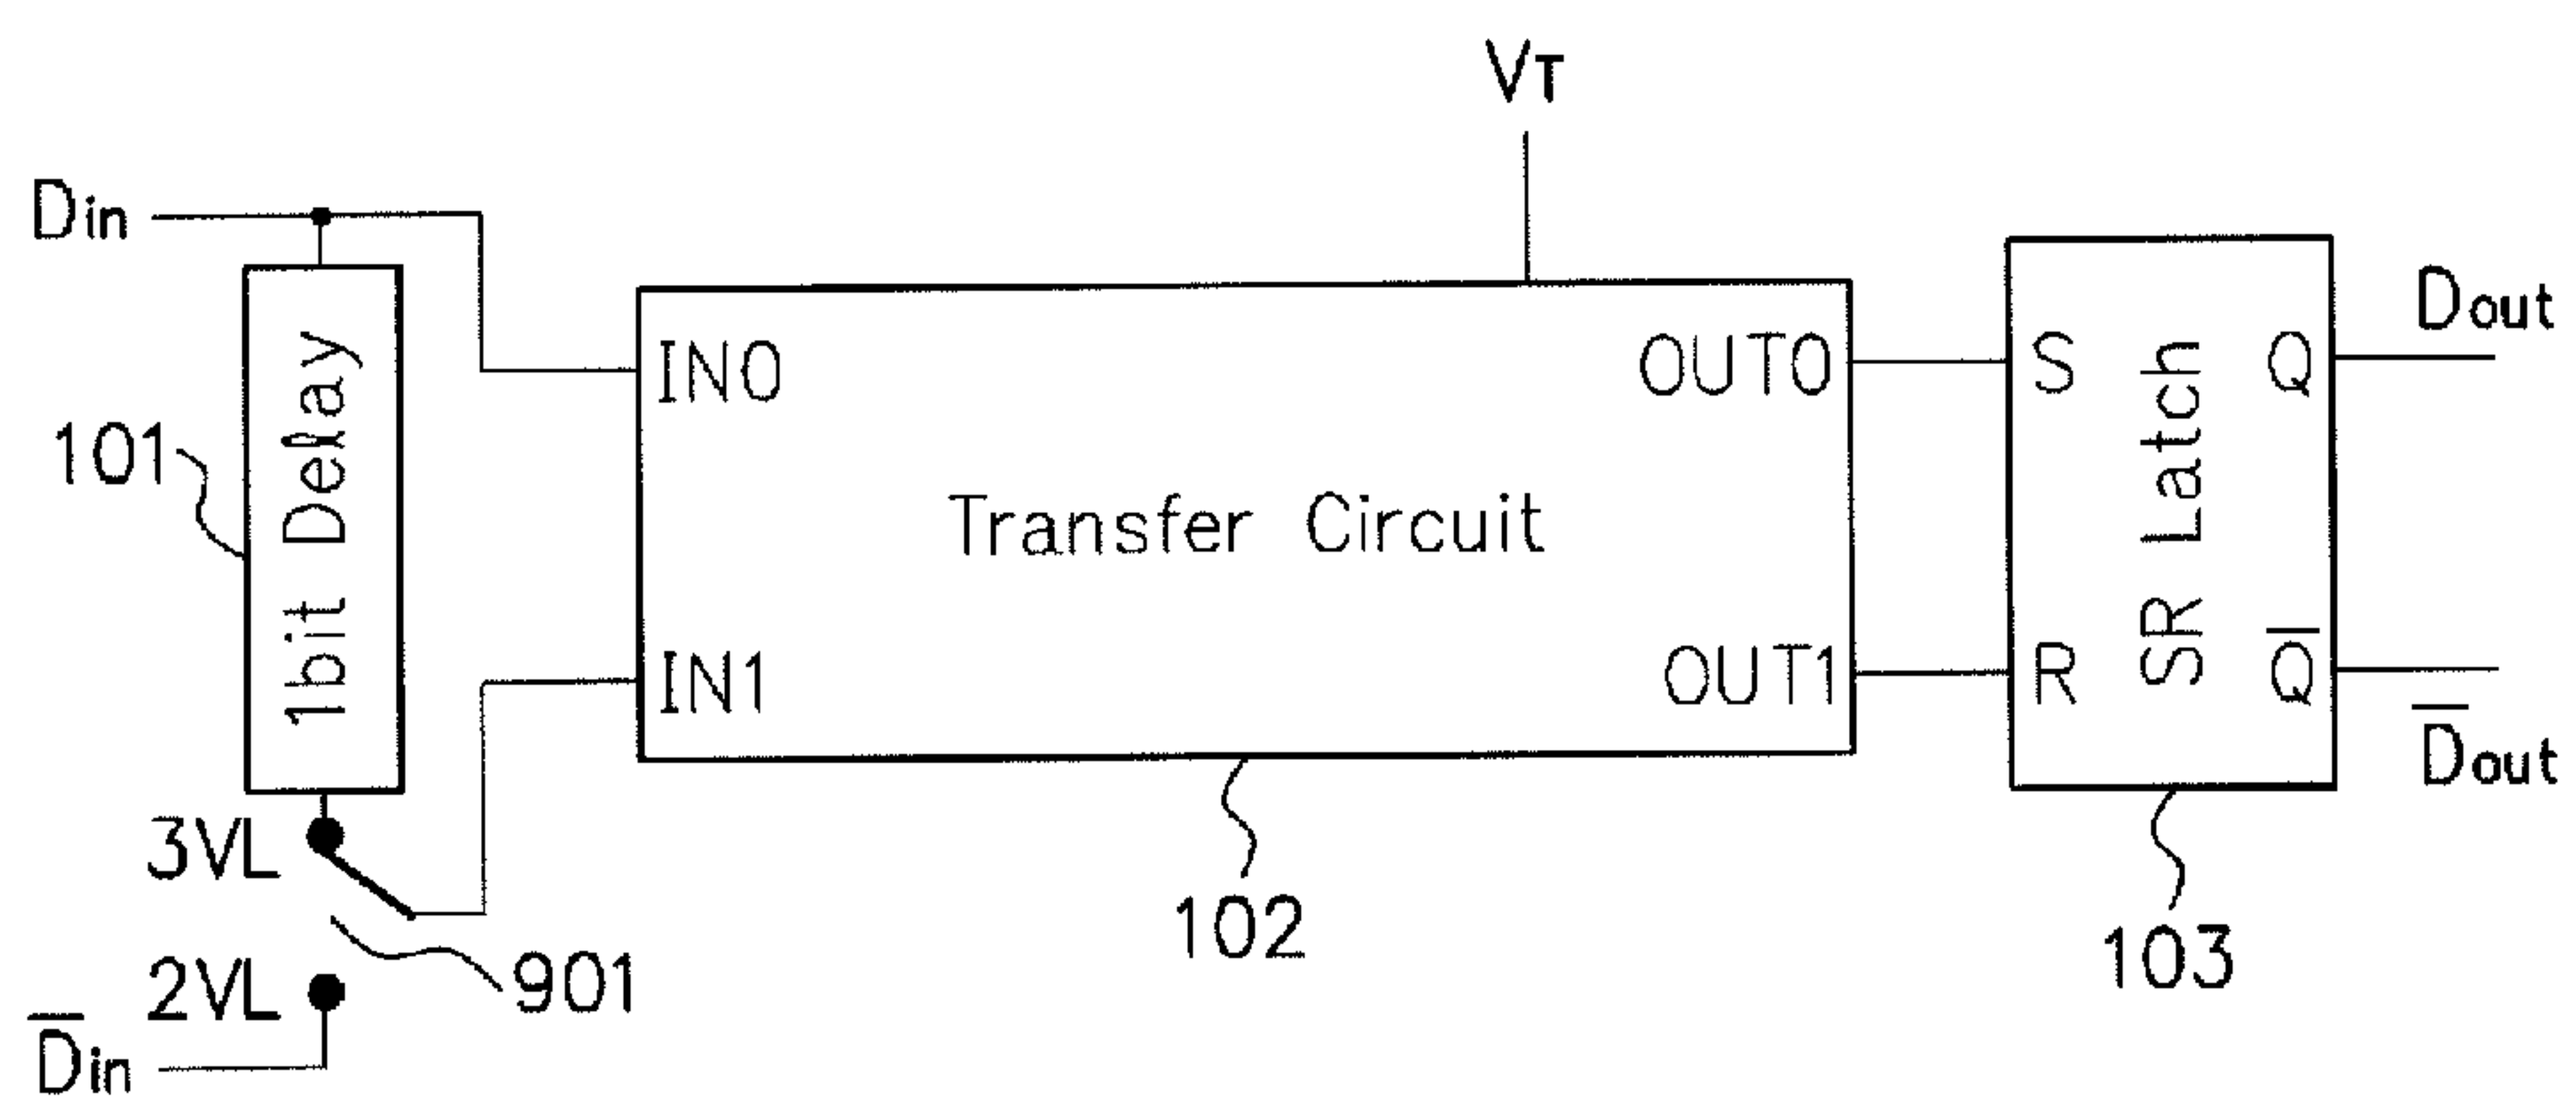 VT
Din
1bit Delay
101
IN0
IN1
Transfer Circuit
OUT0
OUT1
S
R
SR Latch
Q
Q̅
Dout
D̅out
3VL
2VL
901
D̅in
102
103